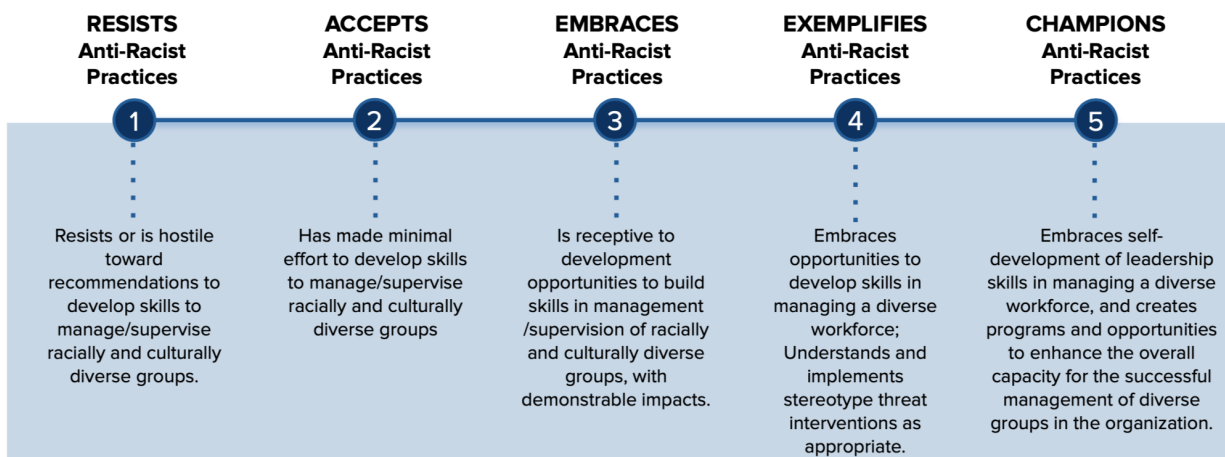 RESISTS
Anti-Racist
Practices
ACCEPTS
Anti-Racist
Practices
EMBRACES
Anti-Racist
Practices
EXEMPLIFIES
Anti-Racist
Practices
CHAMPIONS
Anti-Racist
Practices
1
2
3
4
5
Resists or is hostile
toward
recommendations to
develop skills to
manage/supervise
racially and culturally
diverse groups.
Has made minimal
effort to develop skills
to manage/supervise
racially and culturally
diverse groups
Is receptive to
development
opportunities to build
skills in management
/supervision of racially
and culturally diverse
groups, with
demonstrable impacts.
Embraces
opportunities to
develop skills in
managing a diverse
workforce;
Understands and
implements
stereotype threat
interventions as
appropriate.
Embraces self-
development of leadership
skills in managing a diverse
workforce, and creates
programs and opportunities
to enhance the overall
capacity for the successful
management of diverse
groups in the organization.